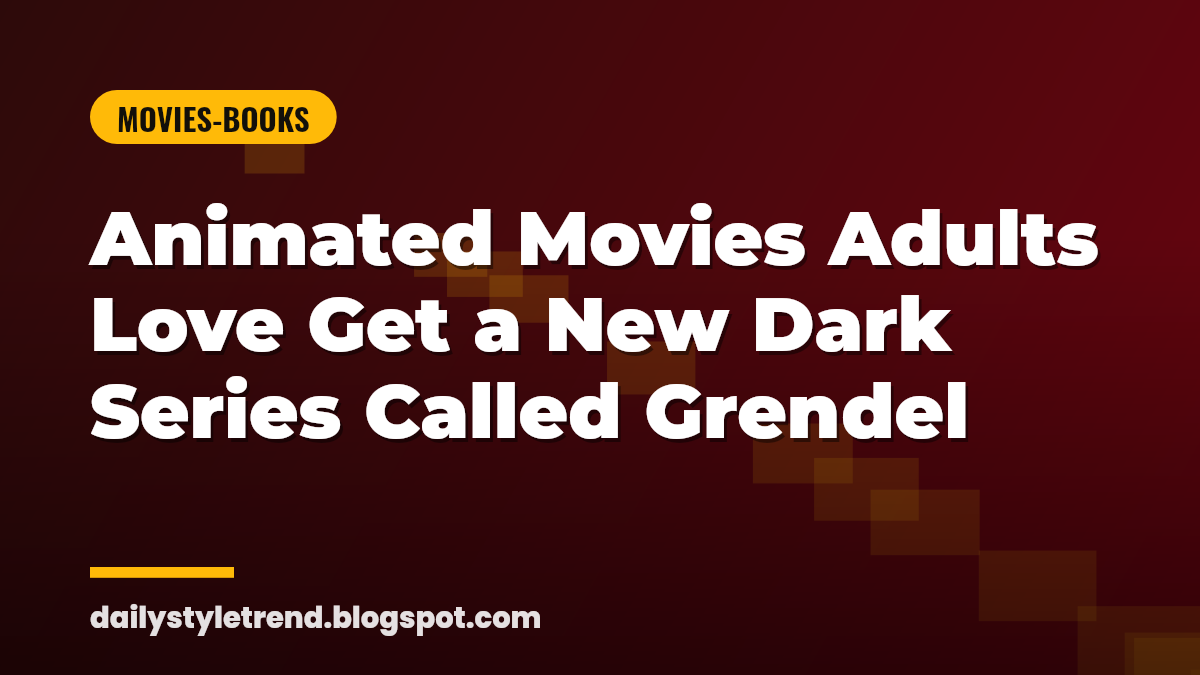 MOVIES-BOOKS
Animated Movies Adults
Love Get a New Dark
Series Called Grendel
dailystyletrend.blogspot.com